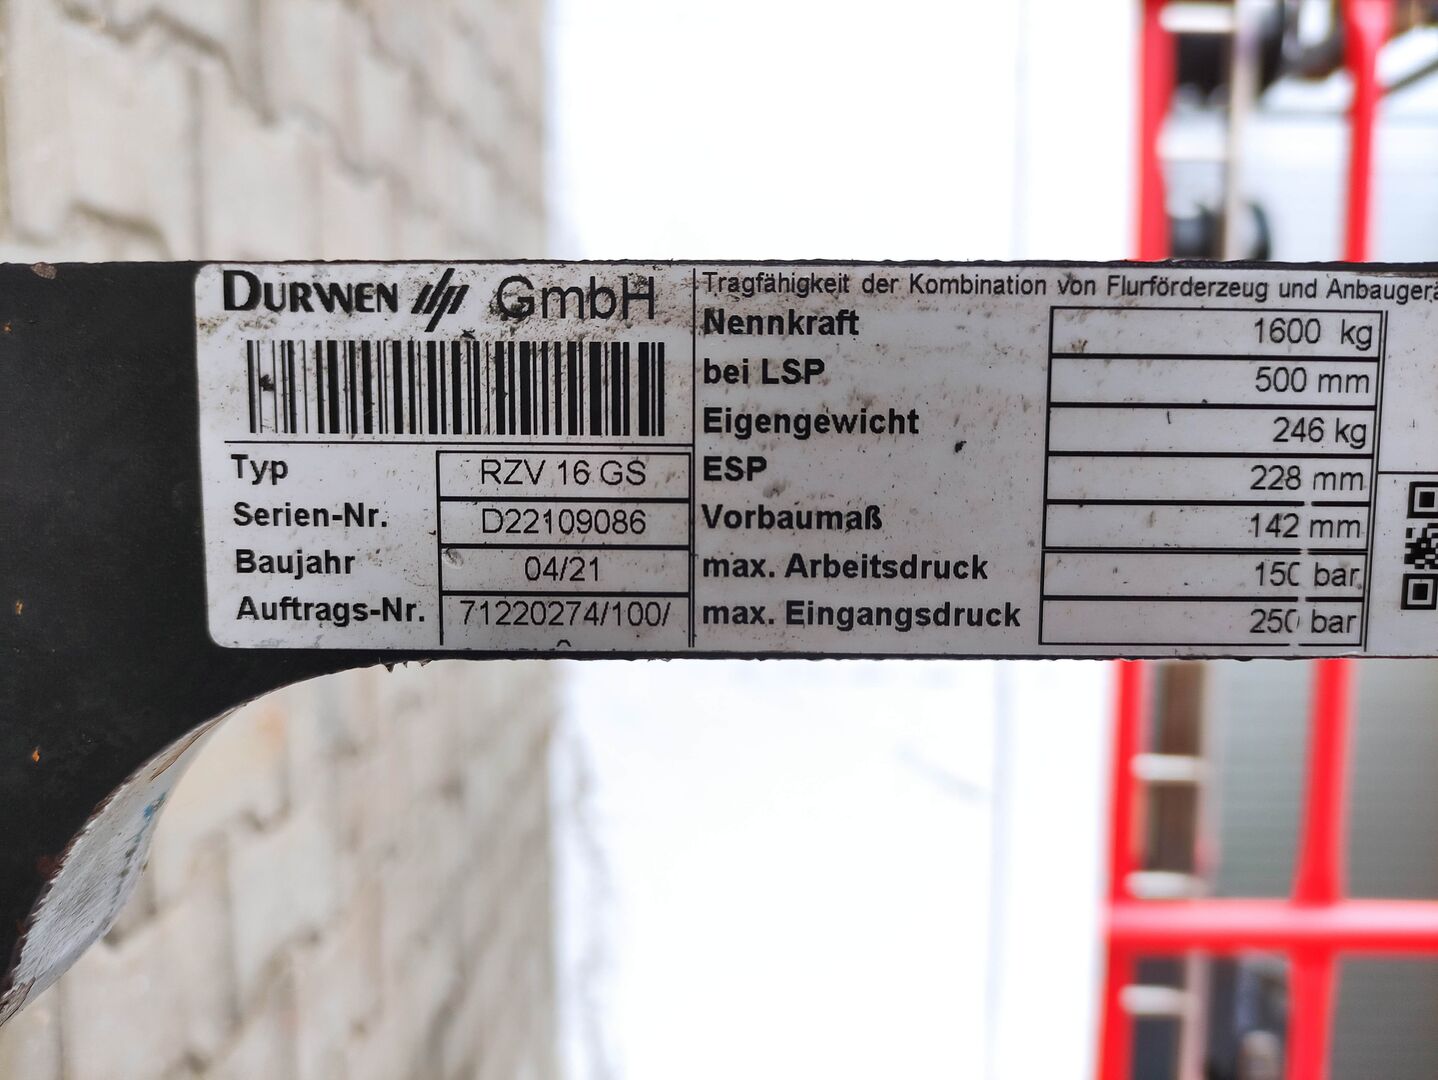 DURWEN GmbH
Typ RZV 16 GS
Serien-Nr. D22109086
Baujahr 04/21
Auftrags-Nr. 71220274/100/
Tragfähigkeit der Kombination von Flurförderzeug und
Nennkraft 1600 kg
bei LSP 500 mm
Eigengewicht 246 kg
ESP 228 mm
Vorbaumaß 142 mm
max. Arbeitsdruck 150 bar
max. Eingangsdruck 250 bar